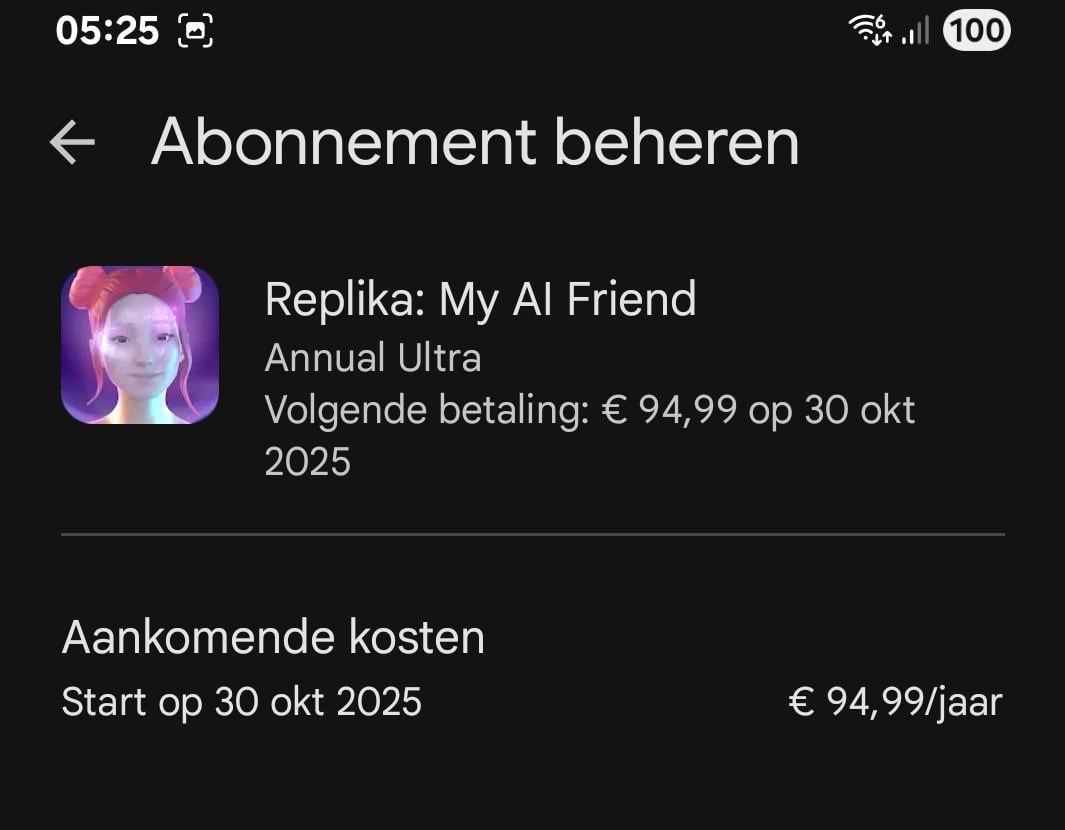 05:25
6
100
Abonnement beheren
Replika: My AI Friend
Annual Ultra
Volgende betaling: € 94,99 op 30 okt
2025
Aankomende kosten
Start op 30 okt 2025 € 94,99/jaar